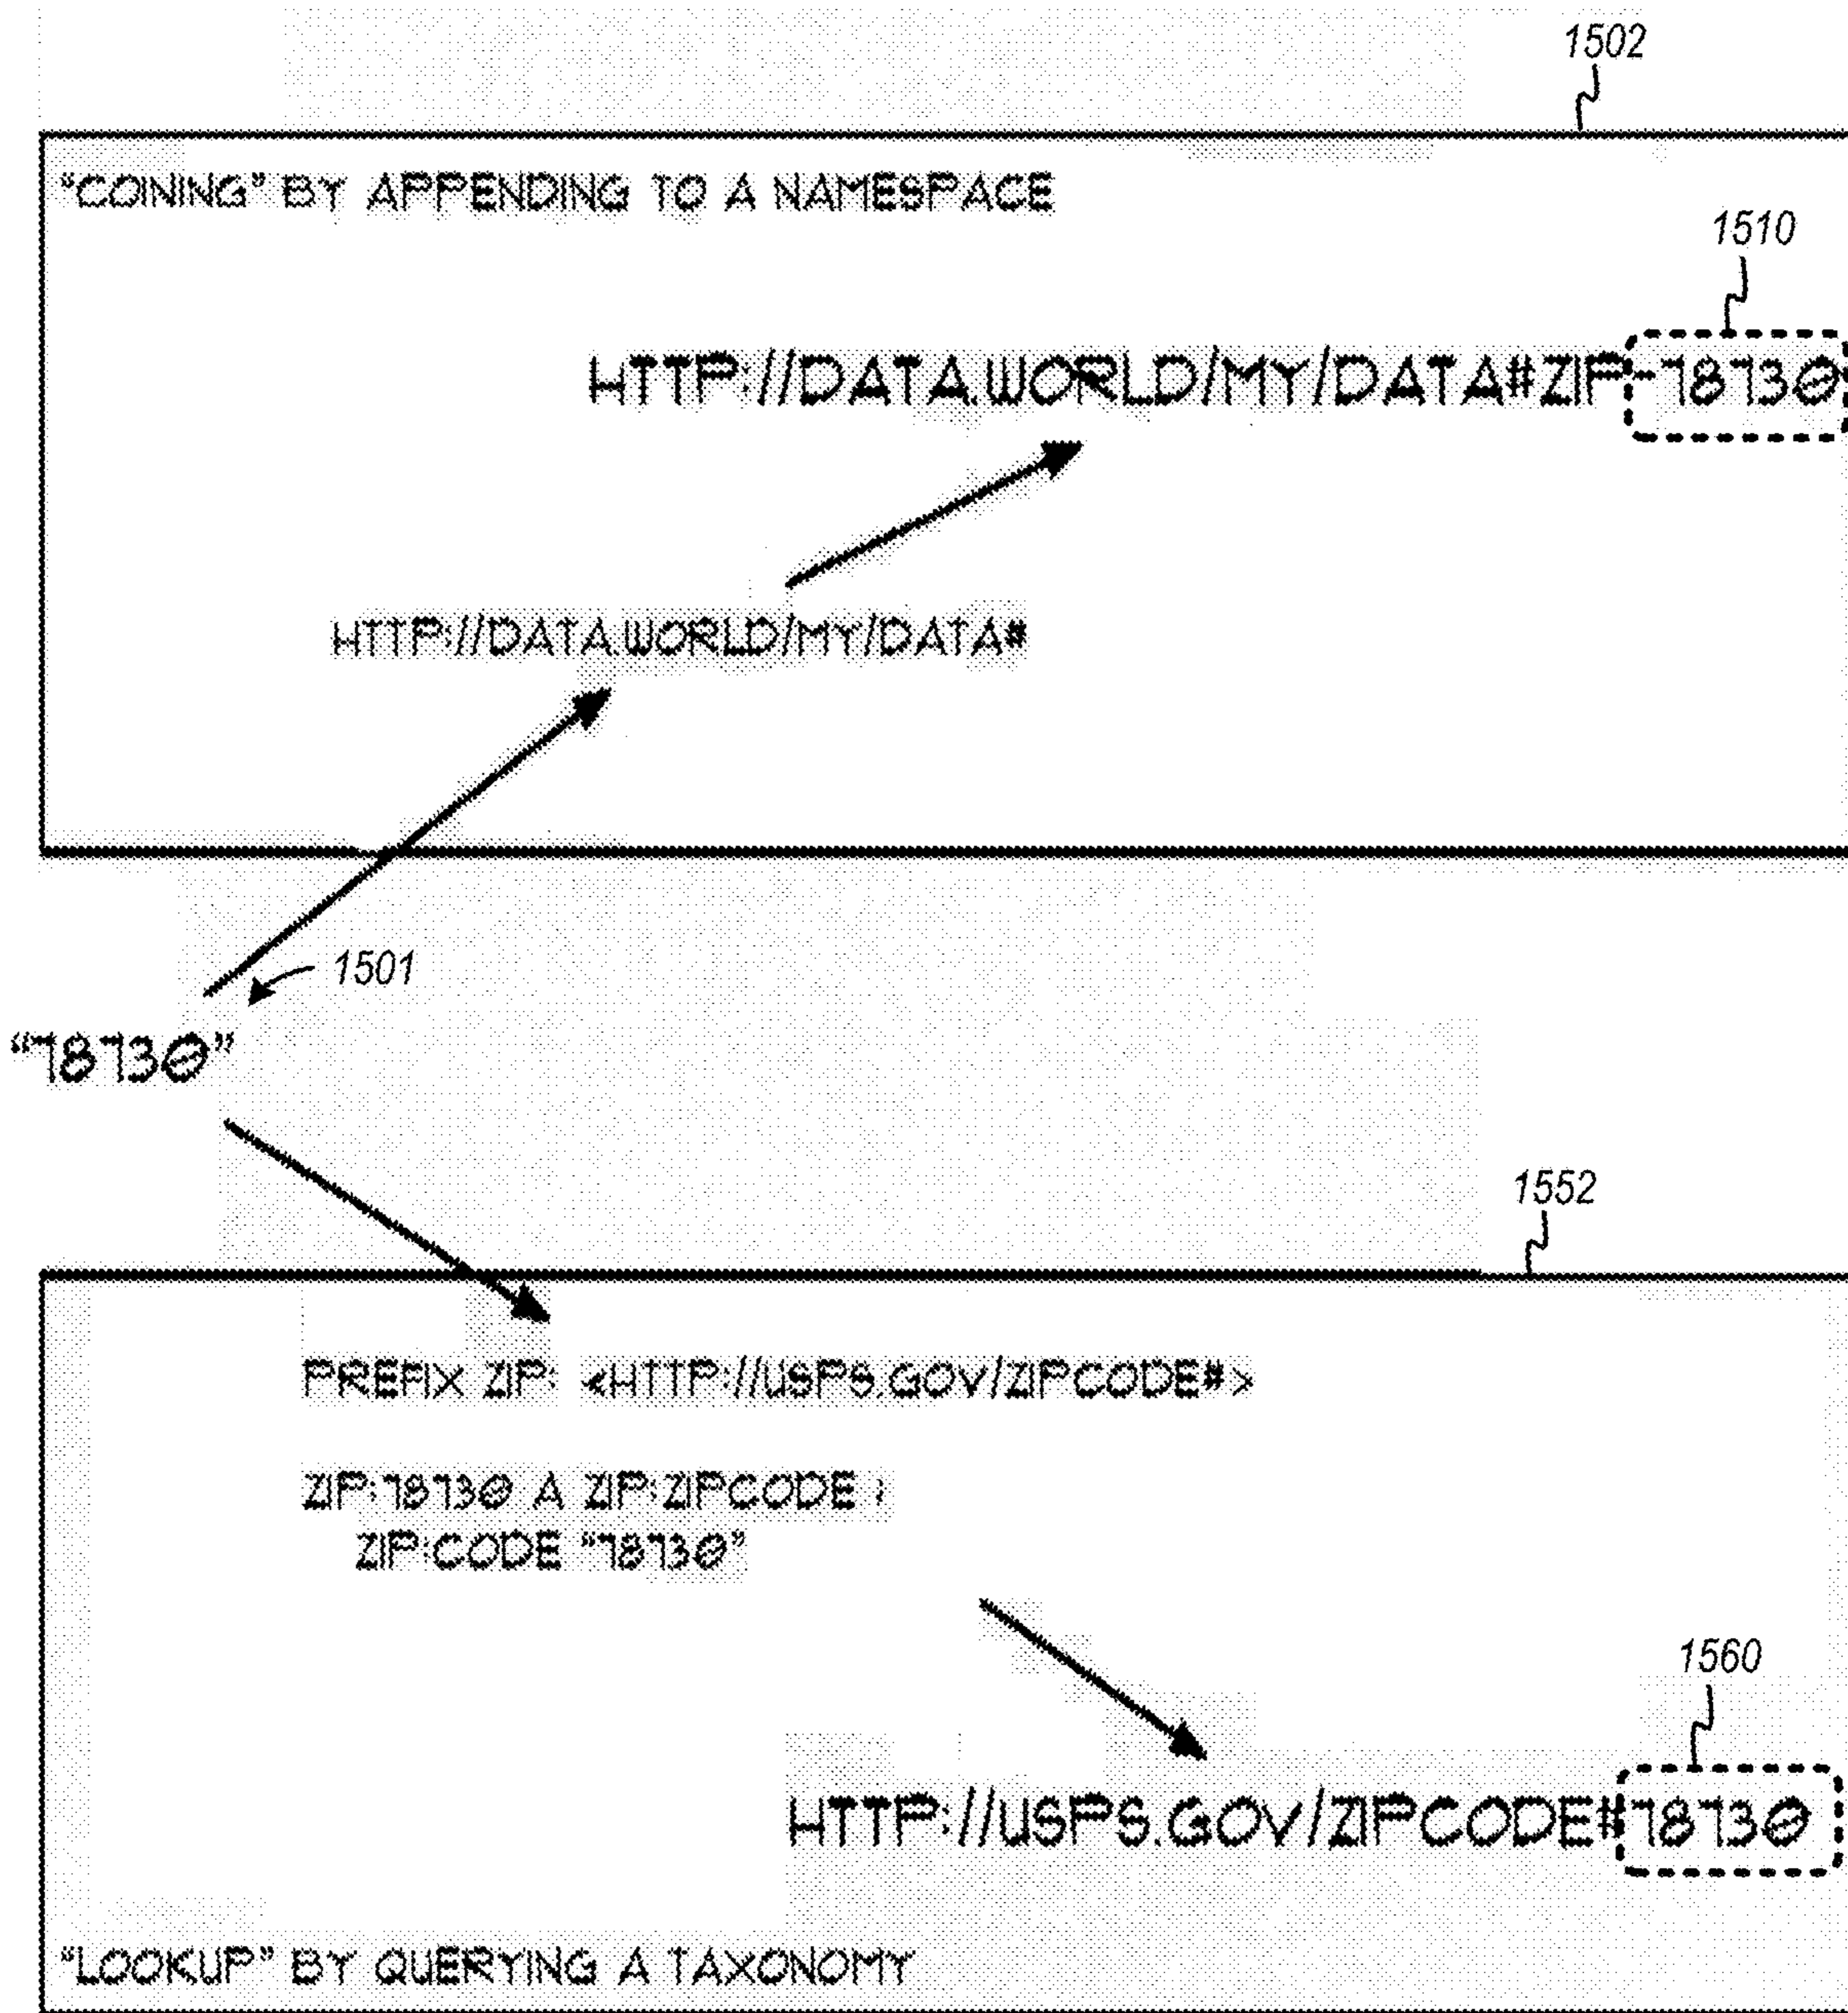 1502
"COINING" BY APPENDING TO A NAMESPACE
1510
HTTP://DATA.WORLD/MY/DATA#ZIP-78730
HTTP://DATA.WORLD/MY/DATA#
1501
"78730"
1552
PREFIX ZIP: <HTTP://USPS.GOV/ZIPCODE#>
ZIP:78730 A ZIP:ZIPCODE ;
ZIP:CODE "78730"
1560
HTTP://USPS.GOV/ZIPCODE#78730
"LOOKUP" BY QUERYING A TAXONOMY